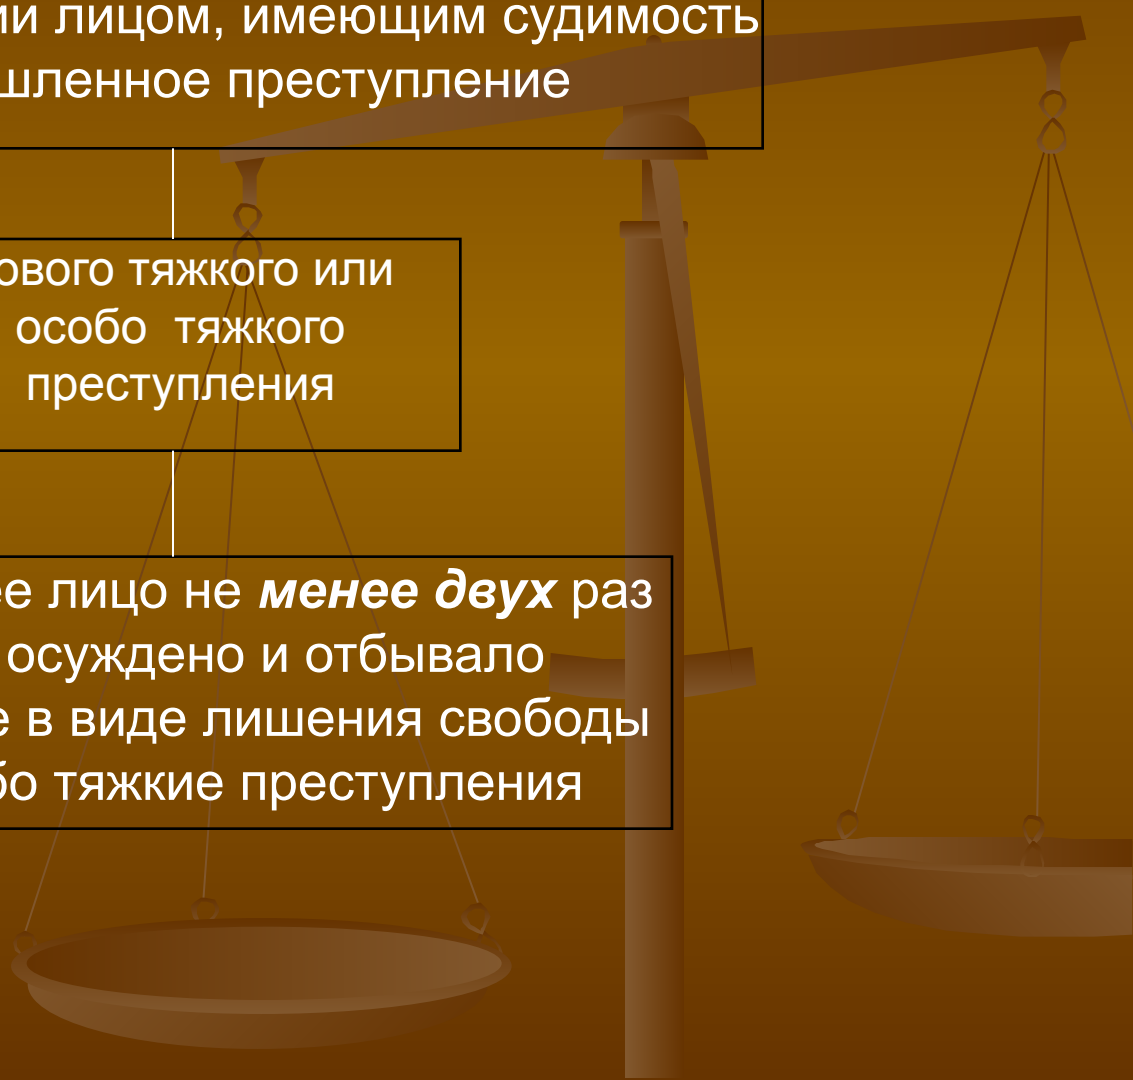 ии лицом, имеющим судимость
шленное преступление
ового тяжкого или
особо тяжкого
преступления
ее лицо не менее двух раз
осуждено и отбывало
е в виде лишения свободы
бо тяжкие преступления